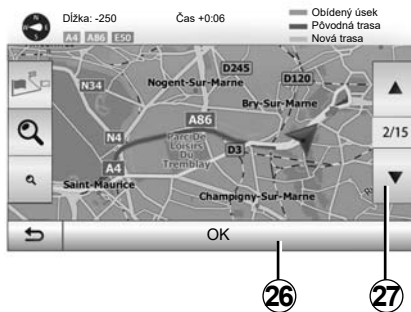 Dĺžka: -250 Čas +0:06
Obídený úsek
Pôvodná trasa
Nová trasa
A4 A86 E50
D245
N34
D120
Nogent-Sur-Marne
Bry-Sur-Marne
A86
2/15
N4
Parc De
Loisirs
Du
Tremblay
D3
A4
Saint-Maurice
Champigny-Sur-Marne
OK
26
27